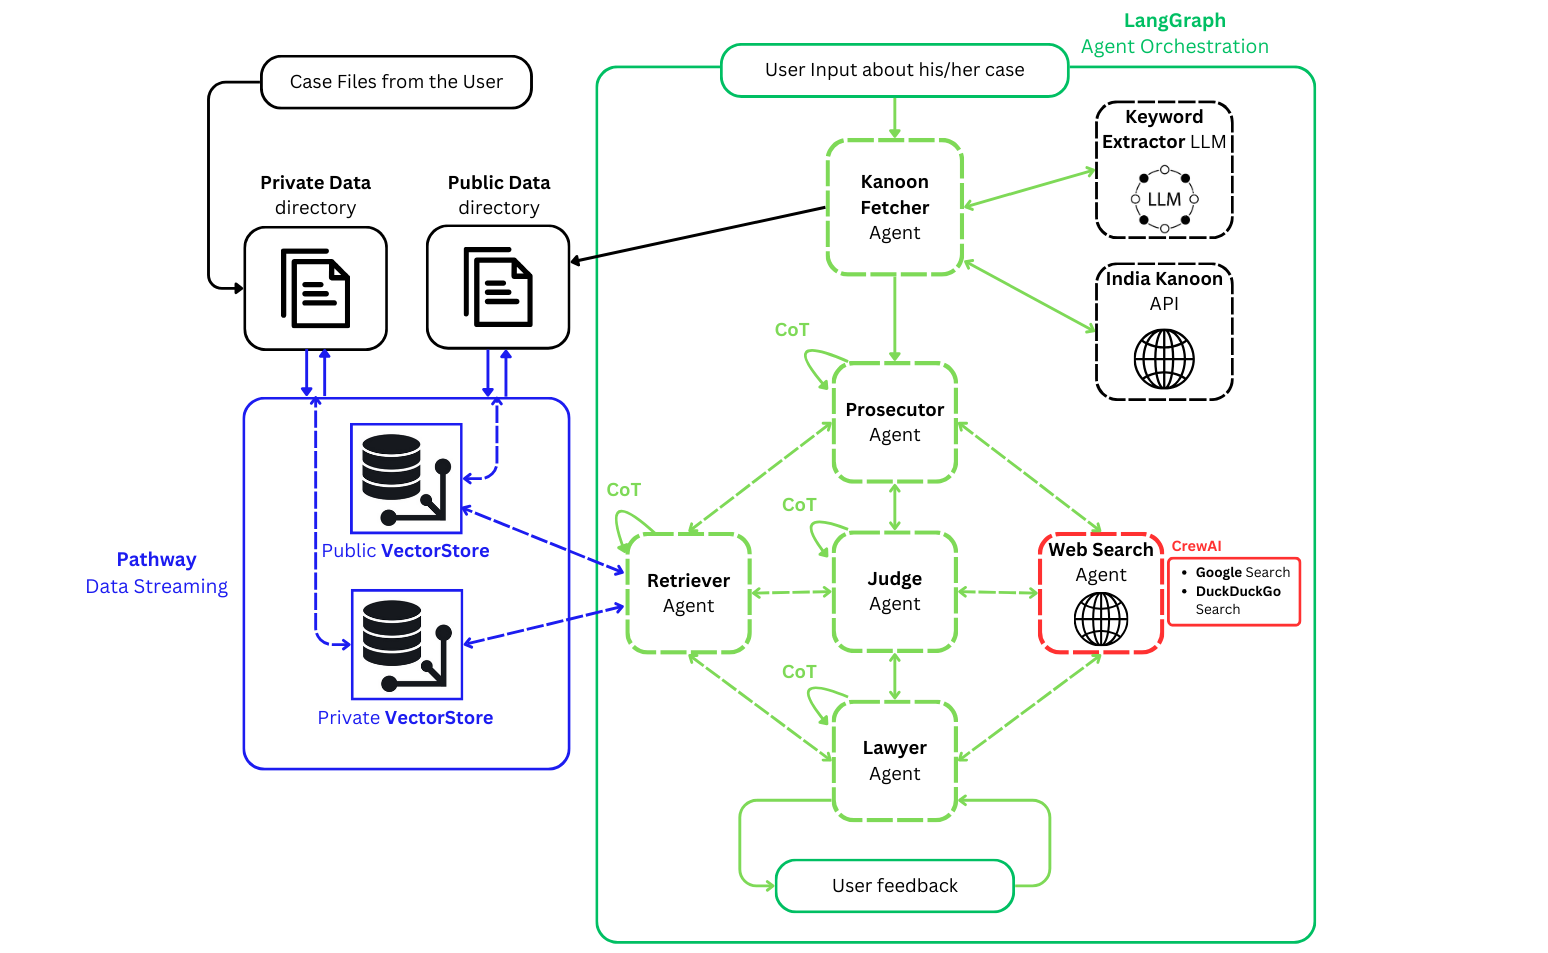 LangGraph
Agent Orchestration
User Input about his/her case
Case Files from the User
Keyword
Extractor LLM
LLM
Kanoon
Fetcher
Agent
Private Data
directory
Public Data
directory
India Kanoon
API
CoT
Prosecutor
Agent
CoT
CoT
Public VectorStore
Pathway
Data Streaming
Retriever
Agent
Judge
Agent
Web Search
Agent
CrewAI
• Google Search
• DuckDuckGo
Search
CoT
Private VectorStore
Lawyer
Agent
User feedback